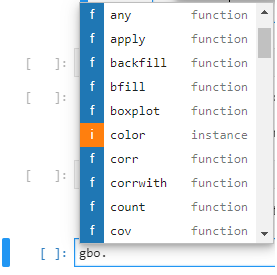 f any function
[ ]: f apply function
f backfill function
[ ]: f bfill function
f boxplot function
i color instance
[ ]: f corr function
f corrwith function
f count function
f cov function
[ ]: gbo.